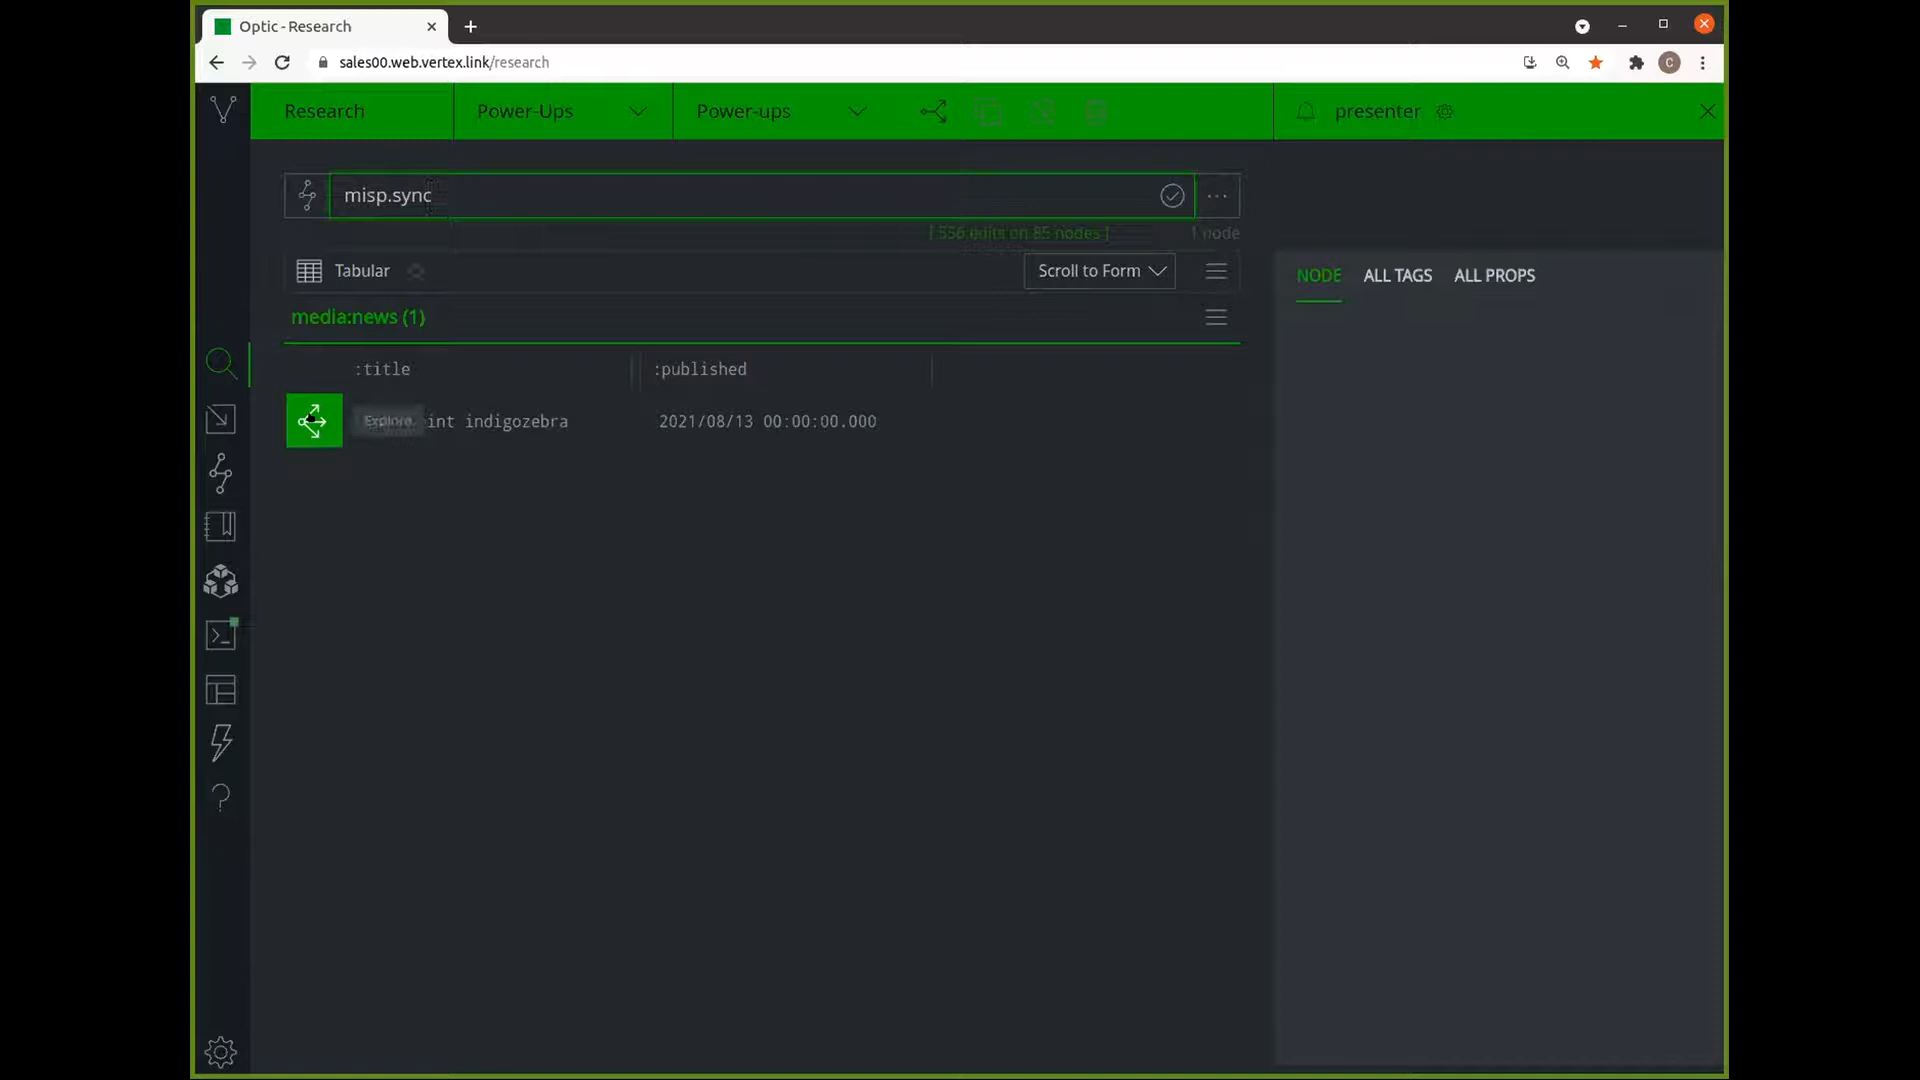 Optic - Research
sales00.web.vertex.link/research
C
Research
Power-Ups
Power-ups
presenter
misp.sync
[ 556 edits on 85 nodes ]
1 node
Tabular
Scroll to Form
NODE
ALL TAGS
ALL PROPS
media:news (1)
:title
:published
Explore
int indigozebra
2021/08/13 00:00:00.000